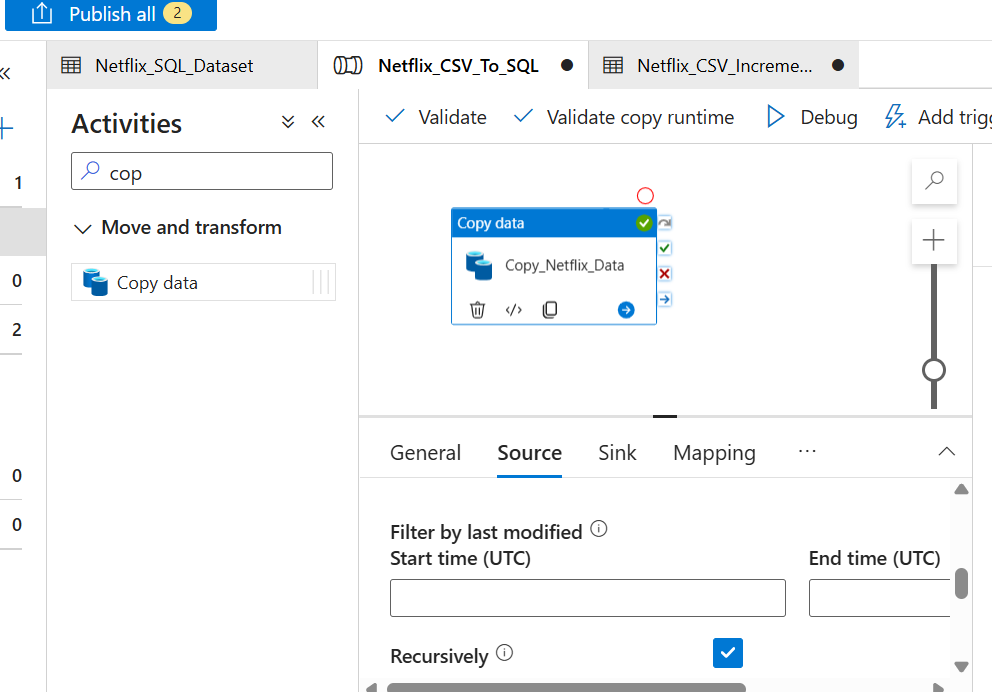 Publish all 2
Netflix_SQL_Dataset
Netflix_CSV_To_SQL
Netflix_CSV_Increme...
Activities
Validate
Validate copy runtime
Debug
Add trigg
cop
1
Move and transform
Copy data
Copy_Netflix_Data
0
Copy data
2
General
Source
Sink
Mapping
...
0
0
Filter by last modified
Start time (UTC)
End time (UTC)
Recursively